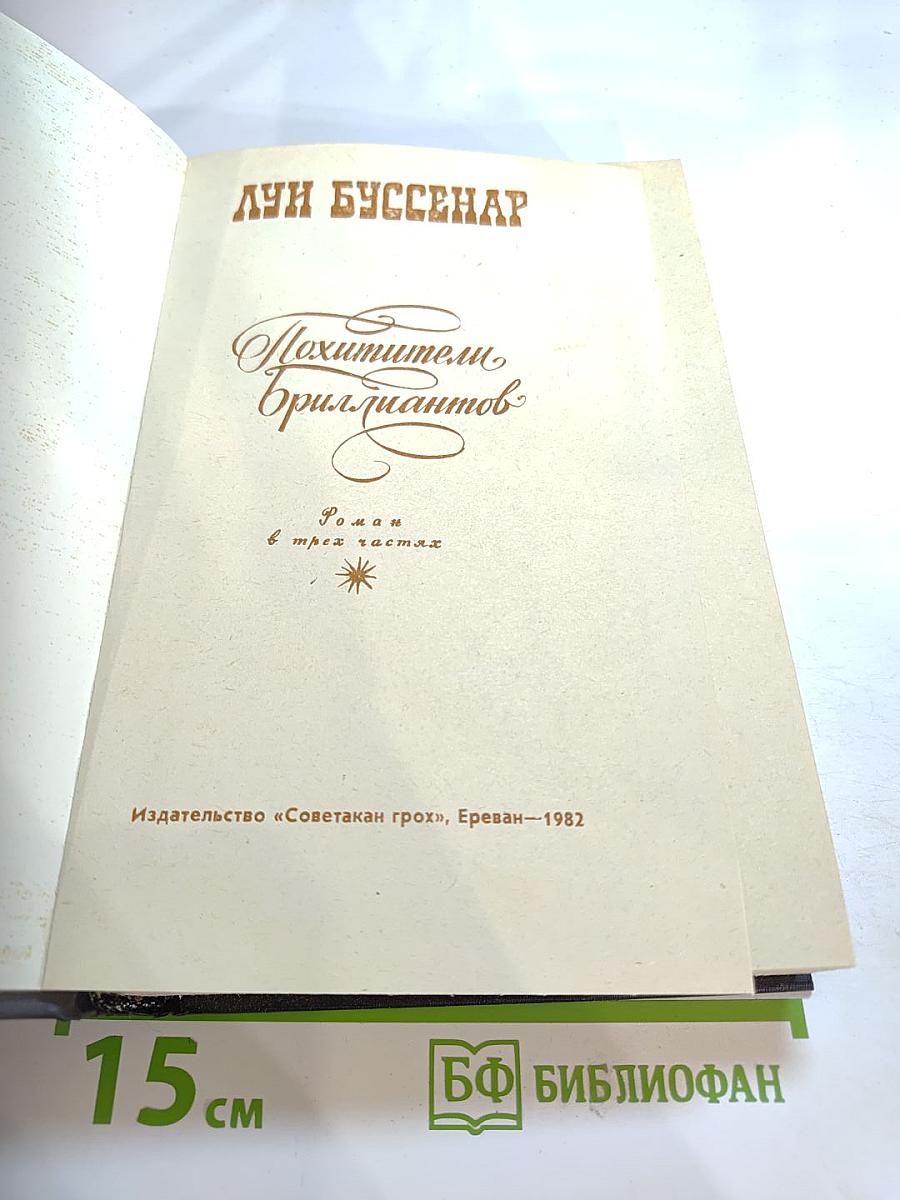 ЛУИ БУССЕНАР
Похитители
Бриллиантов
Роман
в трех частях
Издательство «Советакан грох», Ереван—1982
15 см
БФ БИБЛИОФАН